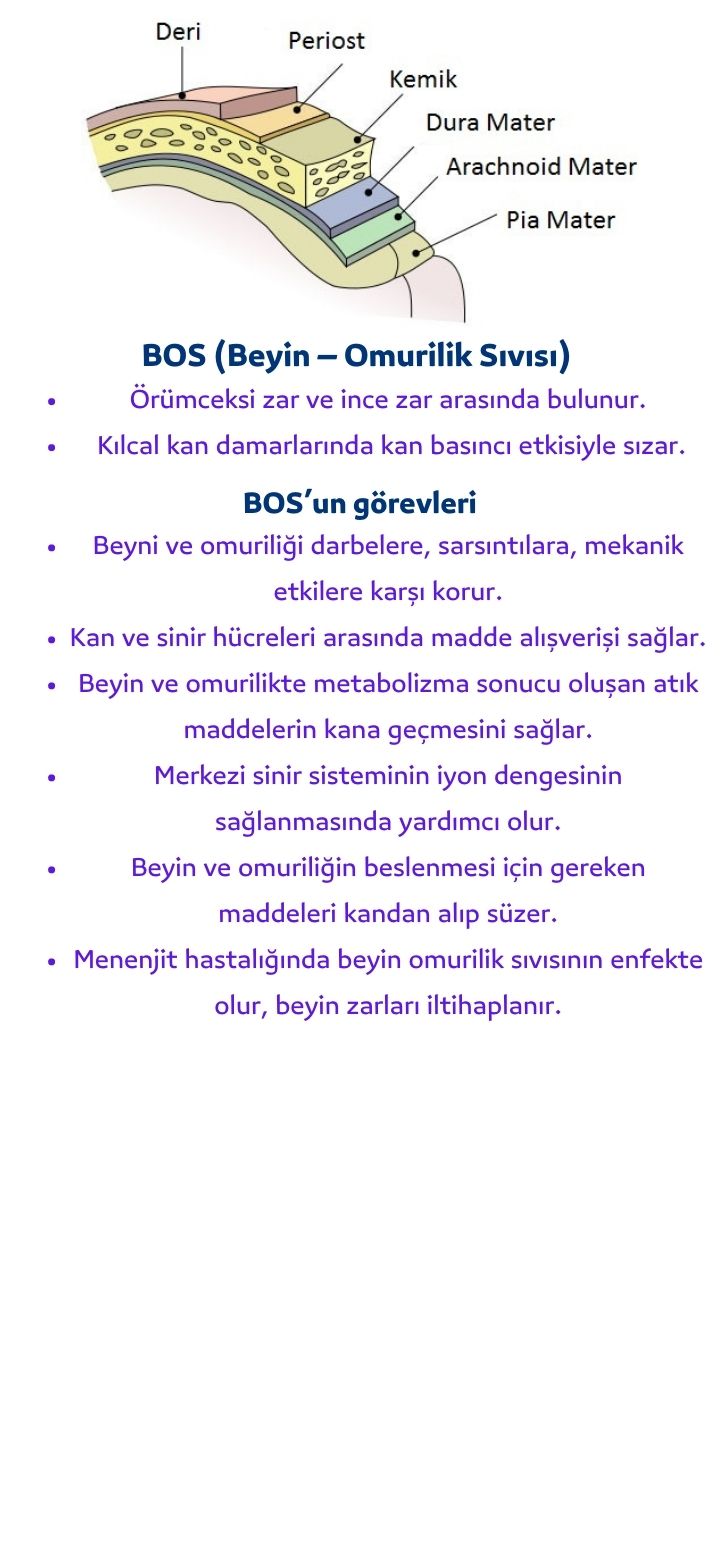 Deri
Periost
Kemik
Dura Mater
Arachnoid Mater
Pia Mater
BOS (Beyin – Omurilik Sıvısı)
• Örümceksi zar ve ince zar arasında bulunur.
• Kılcal kan damarlarında kan basıncı etkisiyle sızar.
BOS’un görevleri
• Beyni ve omuriliği darbelere, sarsıntılara, mekanik
etkilere karşı korur.
• Kan ve sinir hücreleri arasında madde alışverişi sağlar.
• Beyin ve omurilikte metabolizma sonucu oluşan atık
maddelerin kana geçmesini sağlar.
• Merkezi sinir sisteminin iyon dengesinin
sağlanmasında yardımcı olur.
• Beyin ve omuriliğin beslenmesi için gereken
maddeleri kandan alıp süzer.
• Menenjit hastalığında beyin omurilik sıvısının enfekte
olur, beyin zarları iltihaplanır.